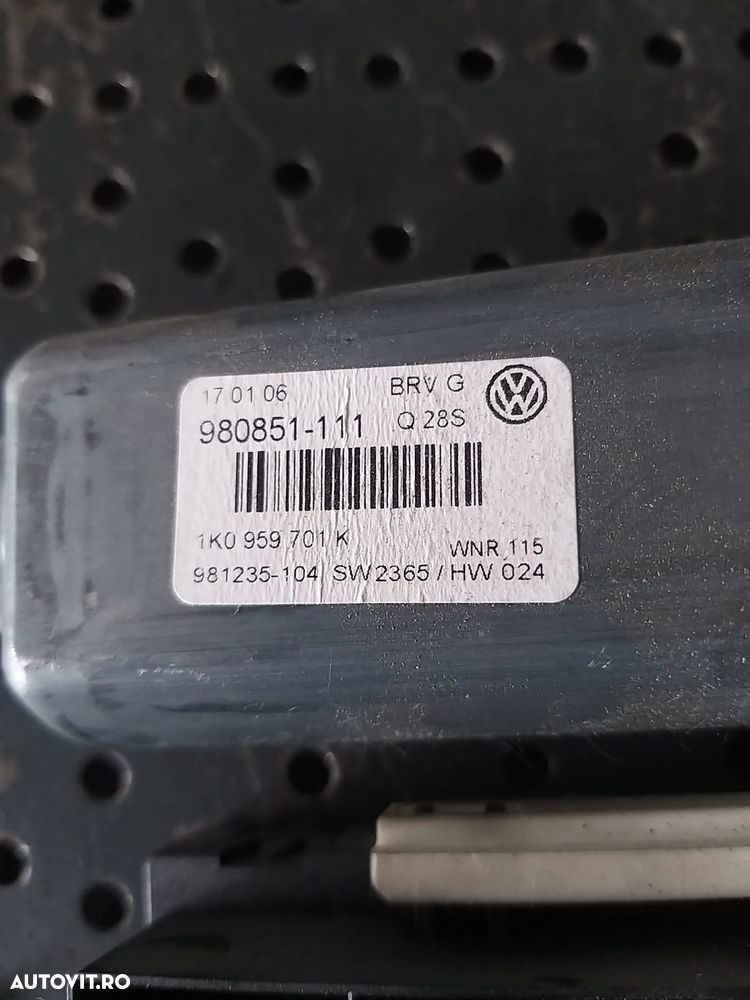 17 01 06 BRV G
980851-111 Q 28S
1K0 959 701 K WNR 115
981235-104 SW2365 / HW 024
AUTOVIT.RO